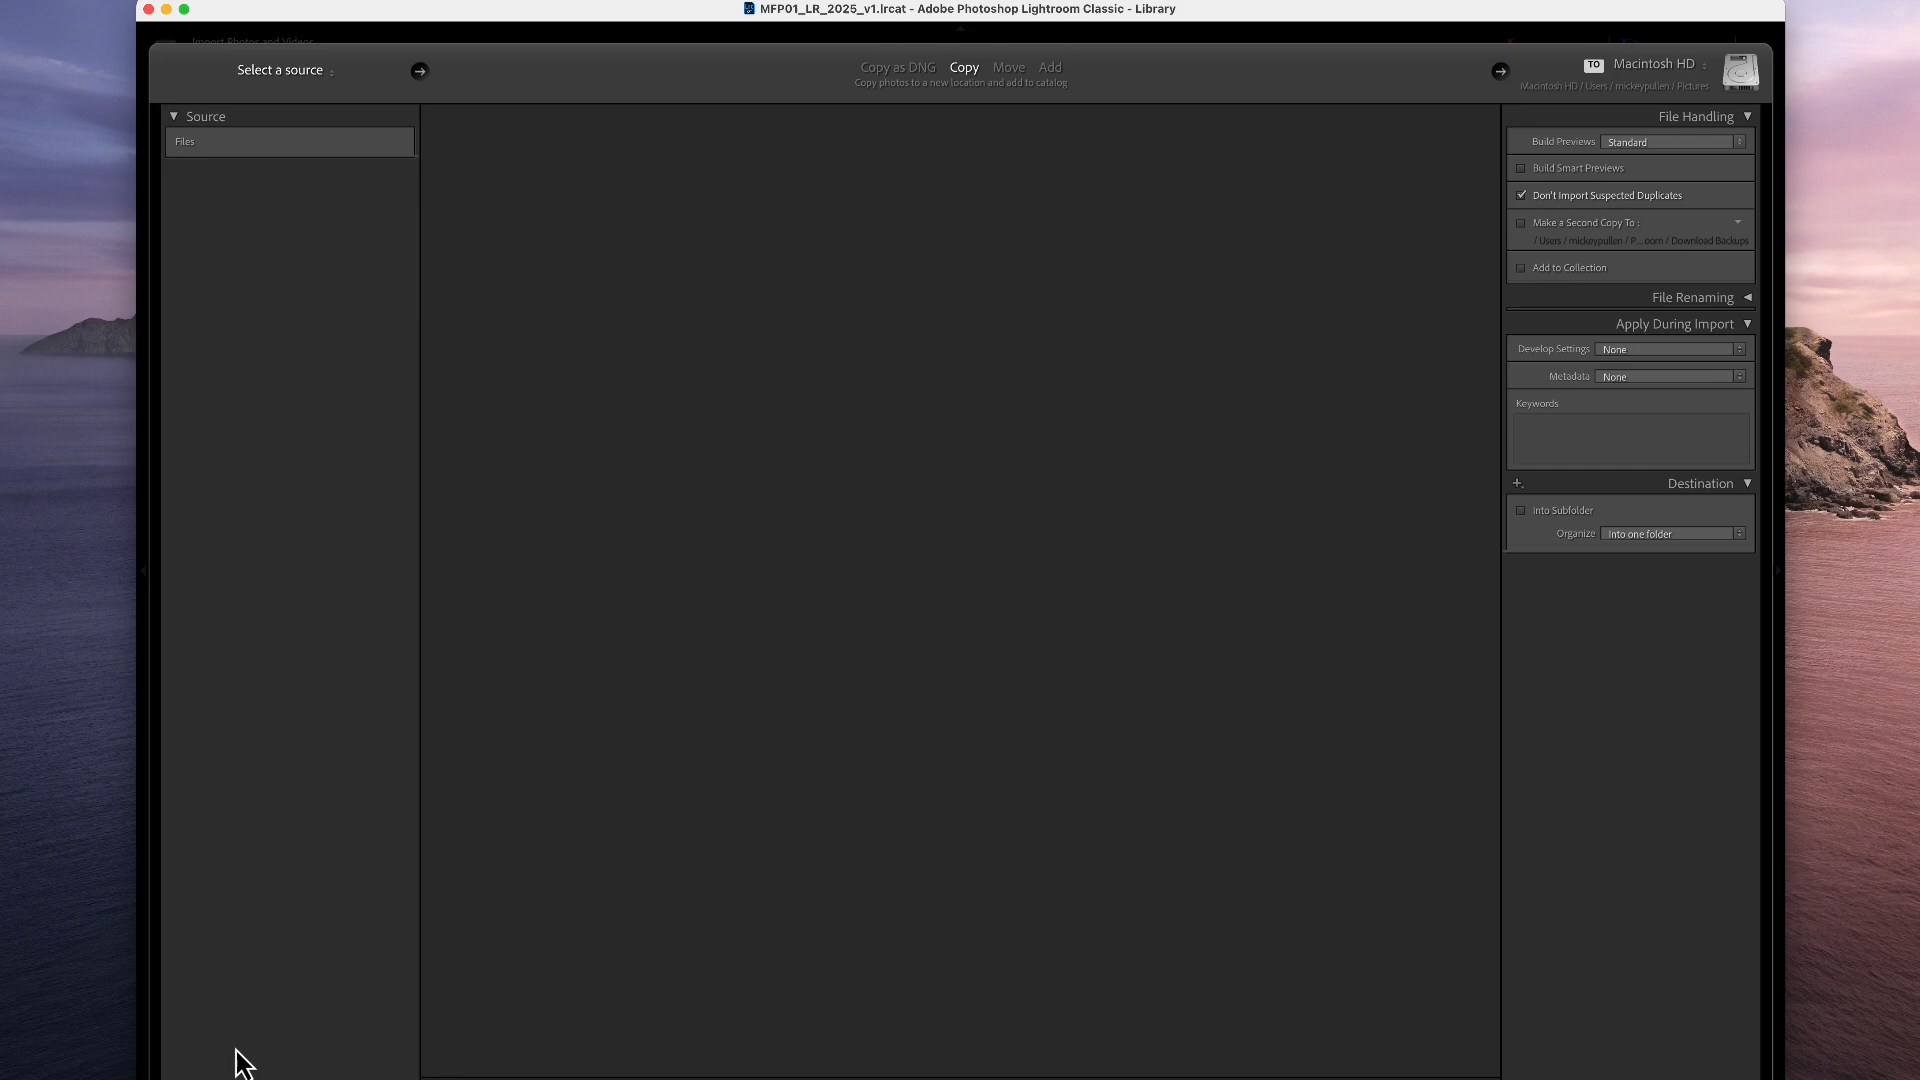 MFP01_LR_2025_v1.lrcat - Adobe Photoshop Lightroom Classic - Library
Import Photos and Videos
Select a source
Copy as DNG Copy Move Add
Copy photos to a new location and add to catalog
TO Macintosh HD
Macintosh HD / Users / mickeypullen / Pictures
Source
Files
File Handling
Build Previews Standard
Build Smart Previews
Don't Import Suspected Duplicates
Make a Second Copy To :
/ Users / mickeypullen / P...oom / Download Backups
Add to Collection
File Renaming
Apply During Import
Develop Settings None
Metadata None
Keywords
Destination
Into Subfolder
Organize Into one folder